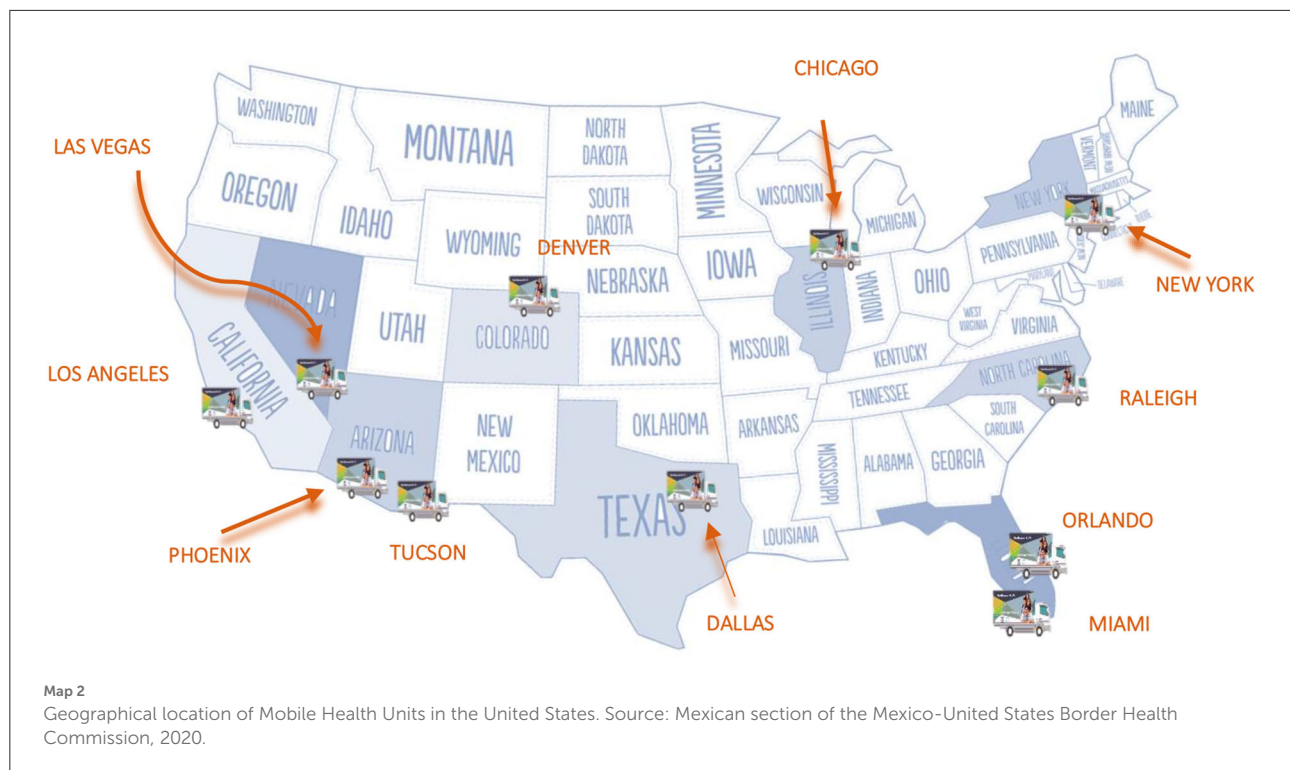 CHICAGO
WASHINGTON
MONTANA
NORTH
DAKOTA
MINNESOTA
MAINE
LAS VEGAS
VERMONT
OREGON
IDAHO
SOUTH
DAKOTA
WISCONSIN
MICHIGAN
NEW YORK
MASSACHUSETTS
WYOMING
DENVER
IOWA
PENNSYLVANIA
NEBRASKA
NEVADA
OHIO
NEW YORK
ILLINOIS
INDIANA
MARYLAND
DELAWARE
UTAH
COLORADO
WEST
VIRGINIA
VIRGINIA
CALIFORNIA
KANSAS
MISSOURI
KENTUCKY
LOS ANGELES
NORTH CAROLINA
RALEIGH
TENNESSEE
ARIZONA
NEW
MEXICO
OKLAHOMA
ARKANSAS
SOUTH
CAROLINA
MISSISSIPPI
ALABAMA
GEORGIA
TEXAS
ORLANDO
LOUISIANA
PHOENIX
TUCSON
DALLAS
MIAMI
Map 2
Geographical location of Mobile Health Units in the United States. Source: Mexican section of the Mexico-United States Border Health
Commission, 2020.